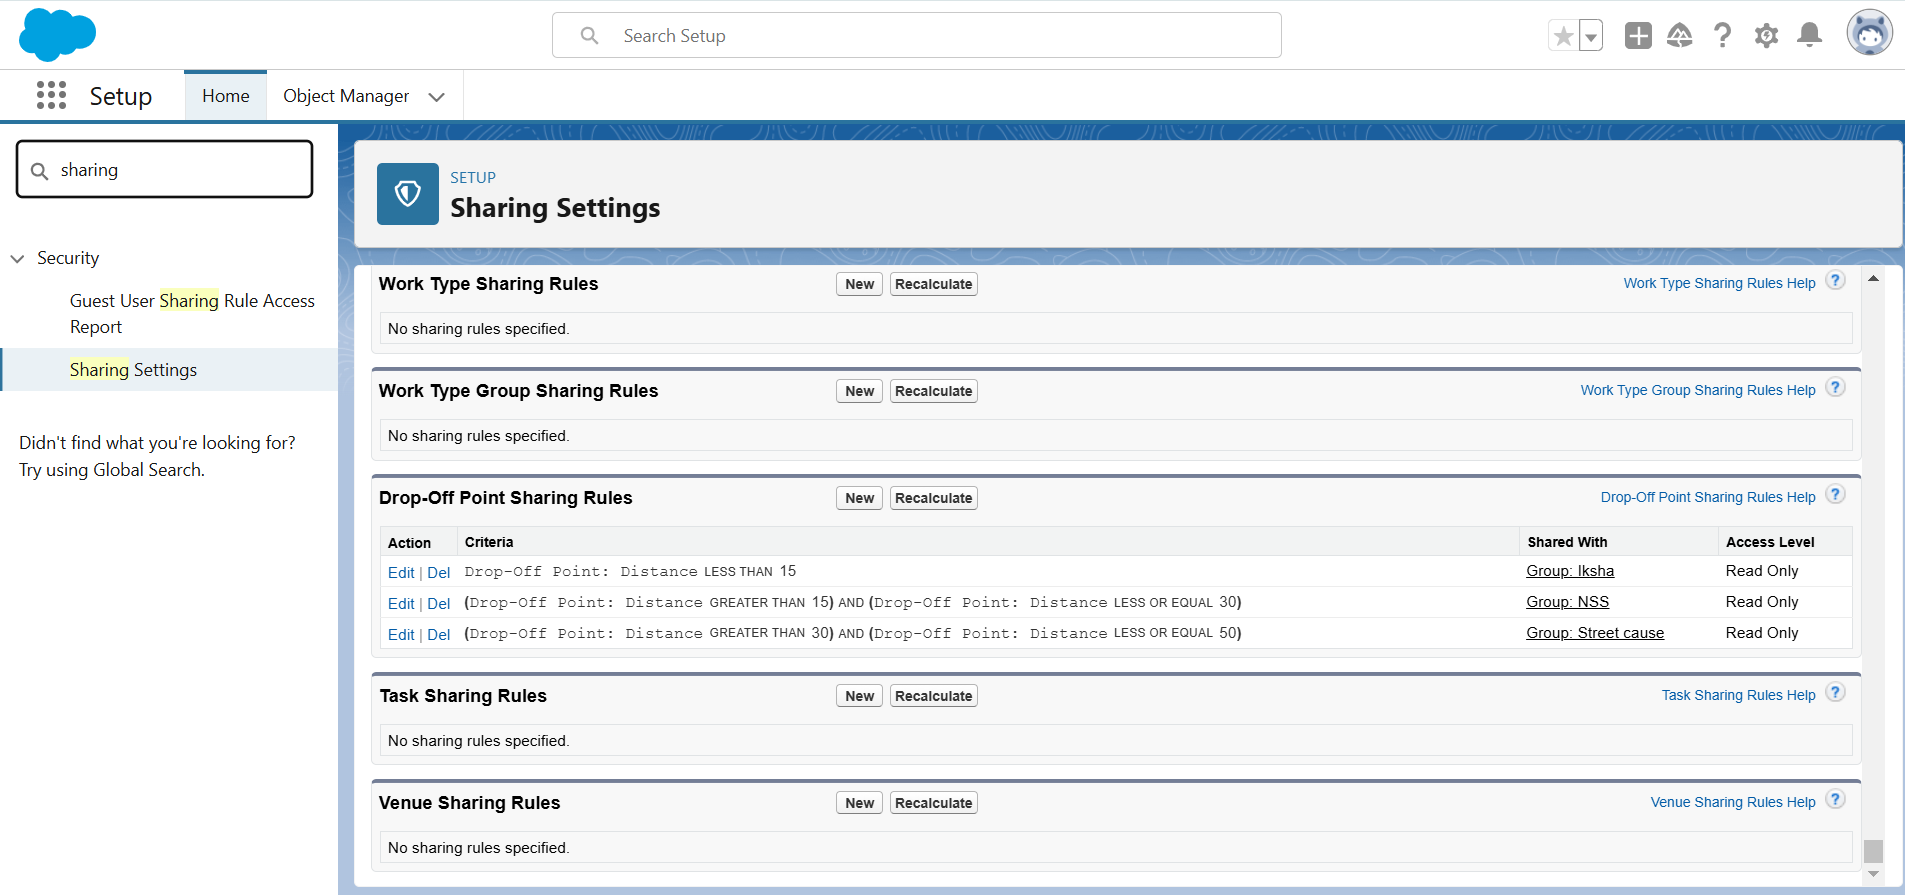 Search Setup
Setup
Home
Object Manager
sharing
Security
Guest User Sharing Rule Access
Report
Sharing Settings
Didn't find what you're looking for?
Try using Global Search.
SETUP
Sharing Settings
Work Type Sharing Rules New Recalculate Work Type Sharing Rules Help ?
No sharing rules specified.
Work Type Group Sharing Rules New Recalculate Work Type Group Sharing Rules Help ?
No sharing rules specified.
Drop-Off Point Sharing Rules New Recalculate Drop-Off Point Sharing Rules Help ?
Action Criteria Shared With Access Level
Edit | Del Drop-Off Point: Distance LESS THAN 15 Group: Iksha Read Only
Edit | Del (Drop-Off Point: Distance GREATER THAN 15) AND (Drop-Off Point: Distance LESS OR EQUAL 30) Group: NSS Read Only
Edit | Del (Drop-Off Point: Distance GREATER THAN 30) AND (Drop-Off Point: Distance LESS OR EQUAL 50) Group: Street cause Read Only
Task Sharing Rules New Recalculate Task Sharing Rules Help ?
No sharing rules specified.
Venue Sharing Rules New Recalculate Venue Sharing Rules Help ?
No sharing rules specified.